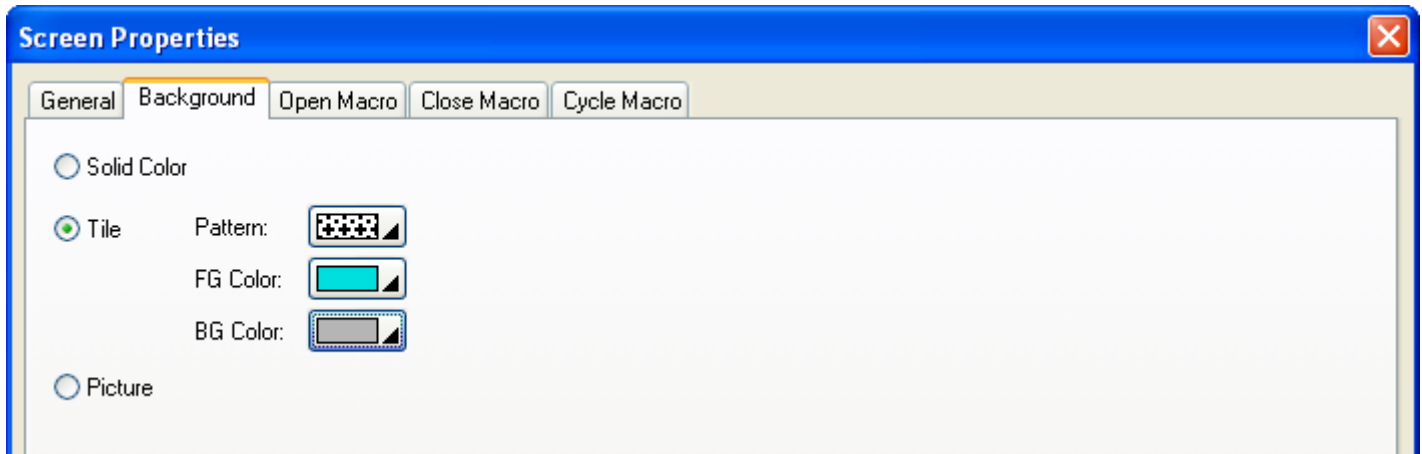 Screen Properties
General Background Open Macro Close Macro Cycle Macro
Solid Color
Tile Pattern:
FG Color:
BG Color:
Picture